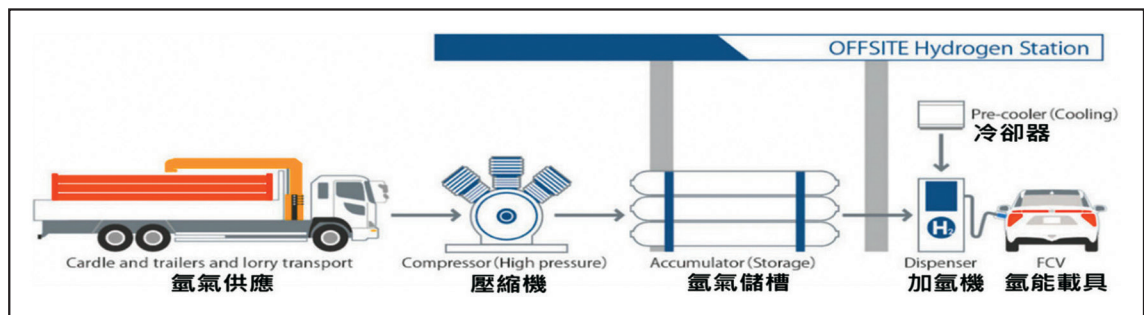 OFFSITE Hydrogen Station
Pre-cooler (Cooling)
冷卻器
H₂
Cardle and trailers and lorry transport
氫氣供應
Compressor (High pressure)
壓縮機
Accumulator (Storage)
氫氣儲槽
Dispenser
加氫機
FCV
氫能載具